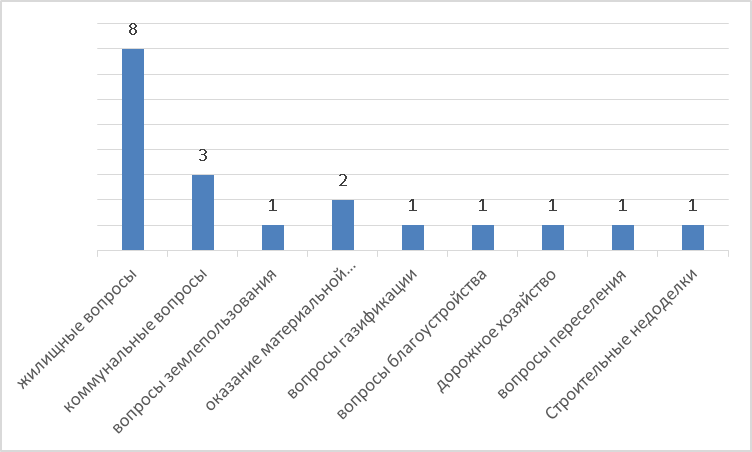 8
3
1
2
1
1
1
1
1
жилищные вопросы
коммунальные вопросы
вопросы землепользования
оказание материальной...
вопросы газификации
вопросы благоустройства
дорожное хозяйство
вопросы переселения
Строительные недоделки